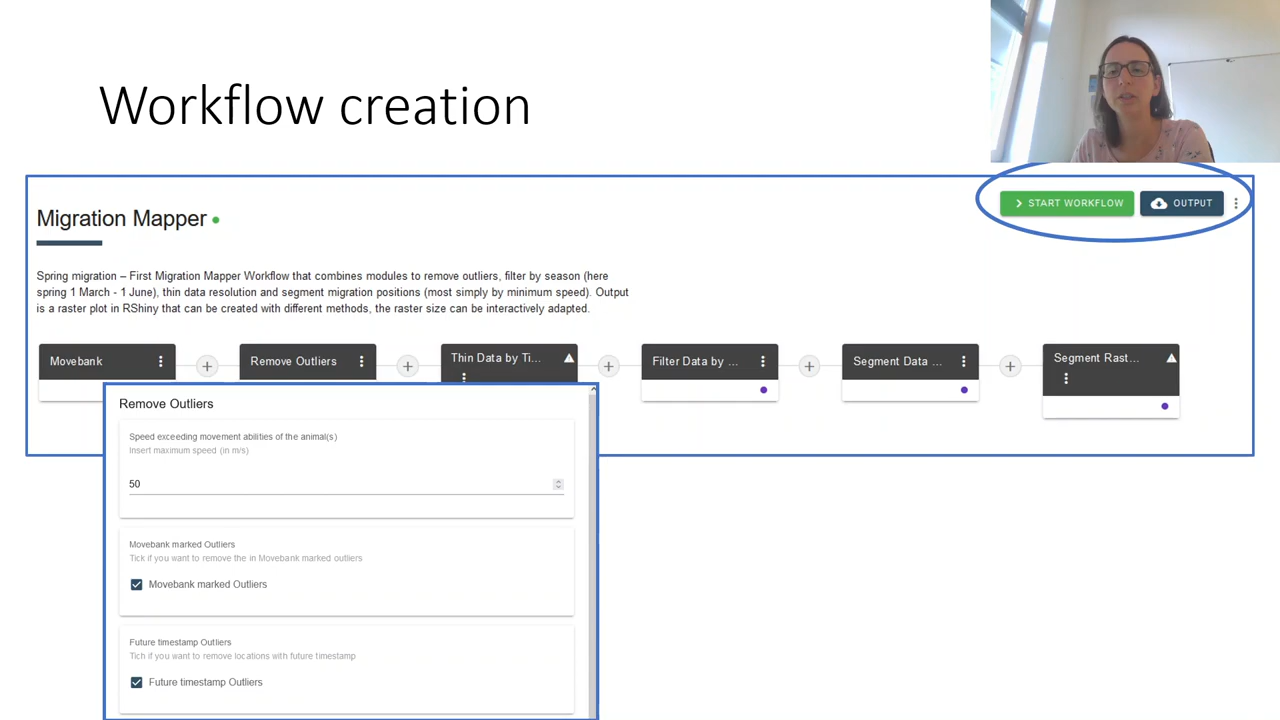 Workflow creation
START WORKFLOW
OUTPUT
Migration Mapper
Spring migration – First Migration Mapper Workflow that combines modules to remove outliers, filter by season (here
spring 1 March - 1 June), thin data resolution and segment migration positions (most simply by minimum speed). Output
is a raster plot in RShiny that can be created with different methods, the raster size can be interactively adapted.
Movebank
Remove Outliers
Thin Data by Ti...
Filter Data by ...
Segment Data ...
Segment Rast...
Remove Outliers
Speed exceeding movement abilities of the animal(s)
Insert maximum speed (in m/s)
50
Movebank marked Outliers
Tick if you want to remove the in Movebank marked outliers
Movebank marked Outliers
Future timestamp Outliers
Tich if you want to remove locations with future timestamp
Future timestamp Outliers